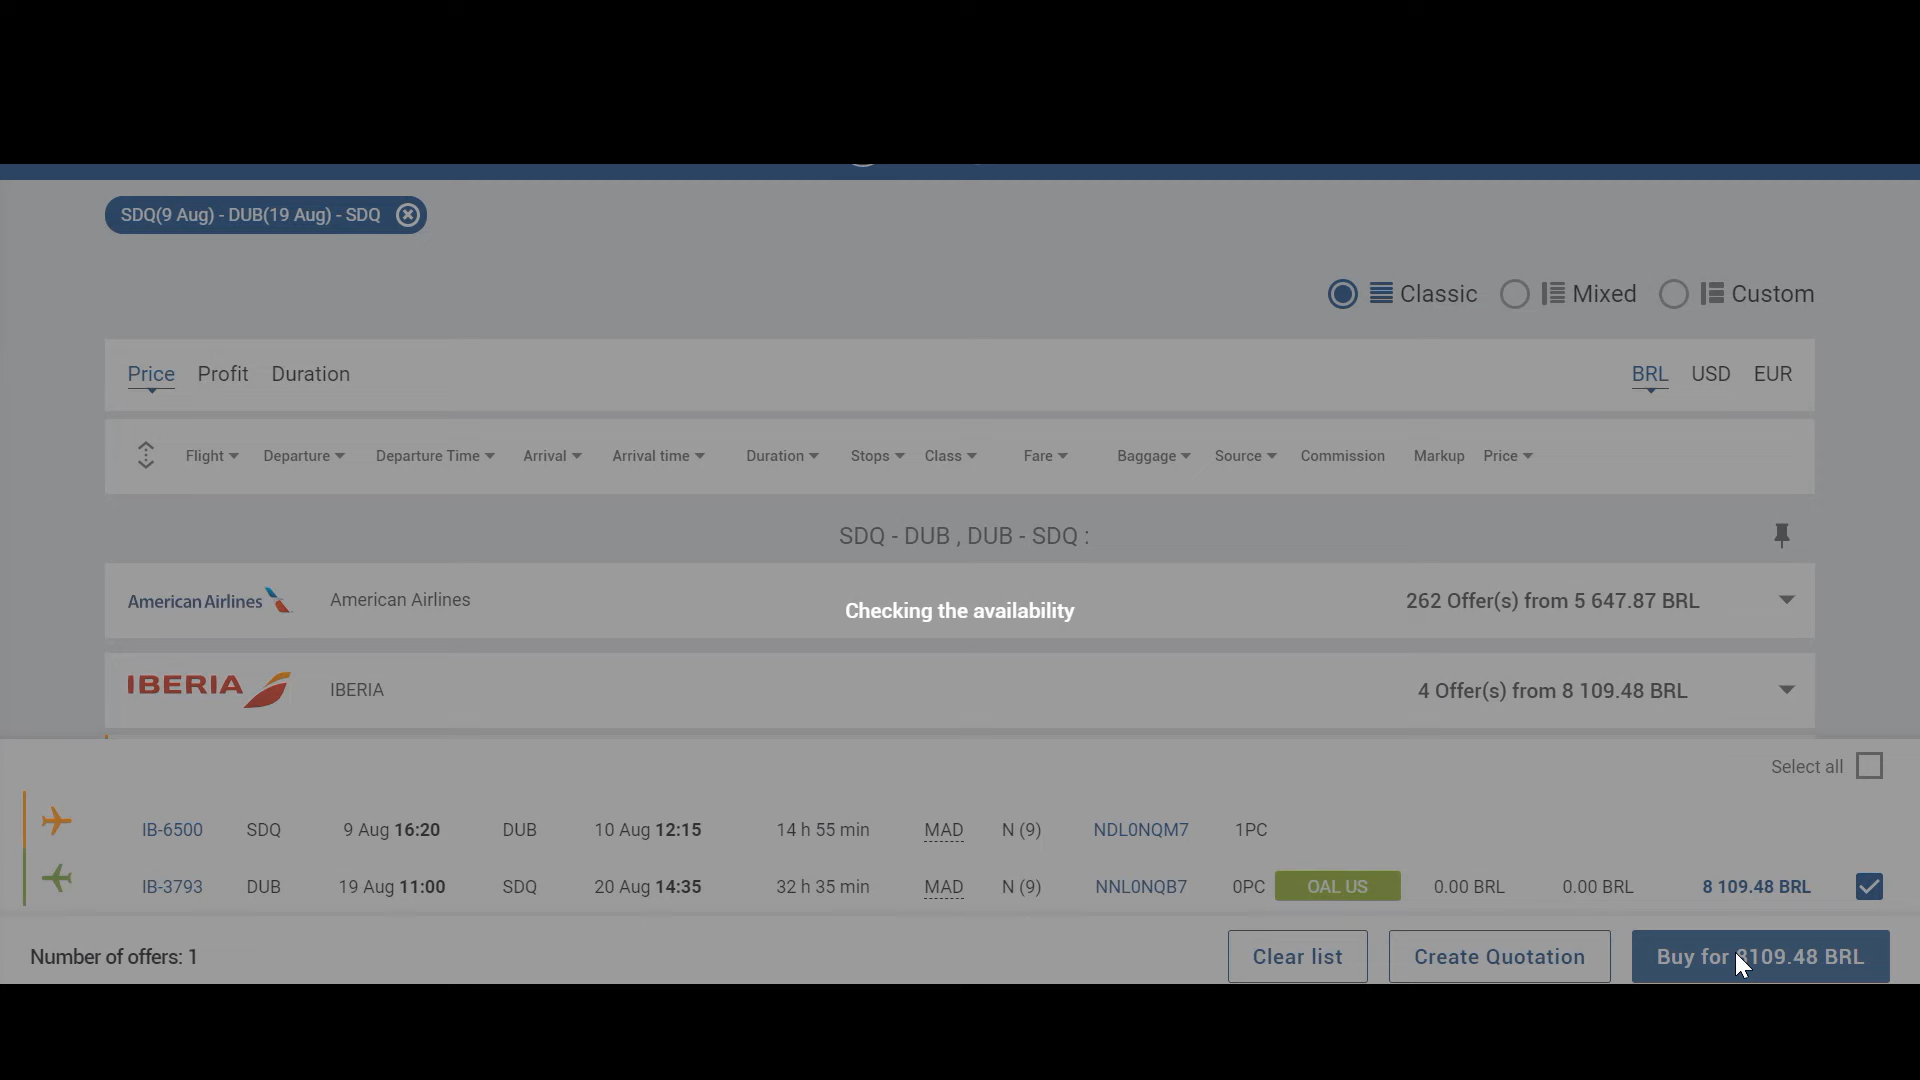 SDQ(9 Aug) - DUB(19 Aug) - SDQ
Classic Mixed Custom
Price Profit Duration BRL USD EUR
Flight Departure Departure Time Arrival Arrival time Duration Stops Class Fare Baggage Source Commission Markup Price
SDQ - DUB , DUB - SDQ :
American Airlines American Airlines 262 Offer(s) from 5 647.87 BRL
Checking the availability
IBERIA IBERIA 4 Offer(s) from 8 109.48 BRL
Select all
IB-6500 SDQ 9 Aug 16:20 DUB 10 Aug 12:15 14 h 55 min MAD N (9) NDL0NQM7 1PC
IB-3793 DUB 19 Aug 11:00 SDQ 20 Aug 14:35 32 h 35 min MAD N (9) NNL0NQB7 0PC OAL US 0.00 BRL 0.00 BRL 8 109.48 BRL
Number of offers: 1 Clear list Create Quotation Buy for 8109.48 BRL